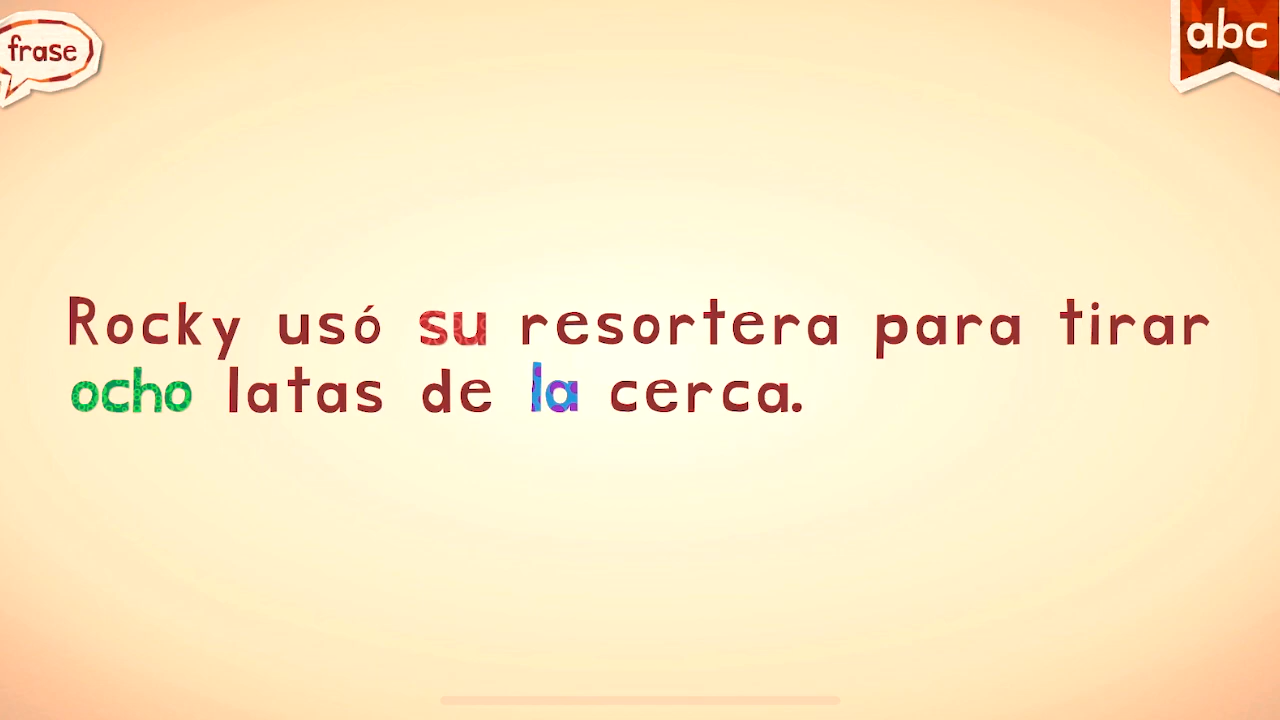 frase
abc
Rocky usó su resortera para tirar
ocho latas de la cerca.